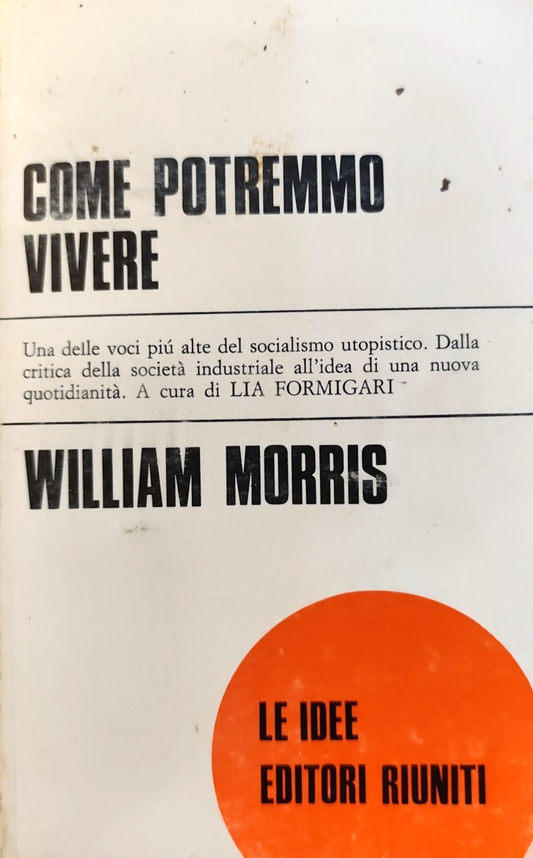 COME POTREMMO
VIVERE
Una delle voci piú alte del socialismo utopistico. Dalla
critica della società industriale all'idea di una nuova
quotidianità. A cura di LIA FORMIGARI
WILLIAM MORRIS
LE IDEE
EDITORI RIUNITI